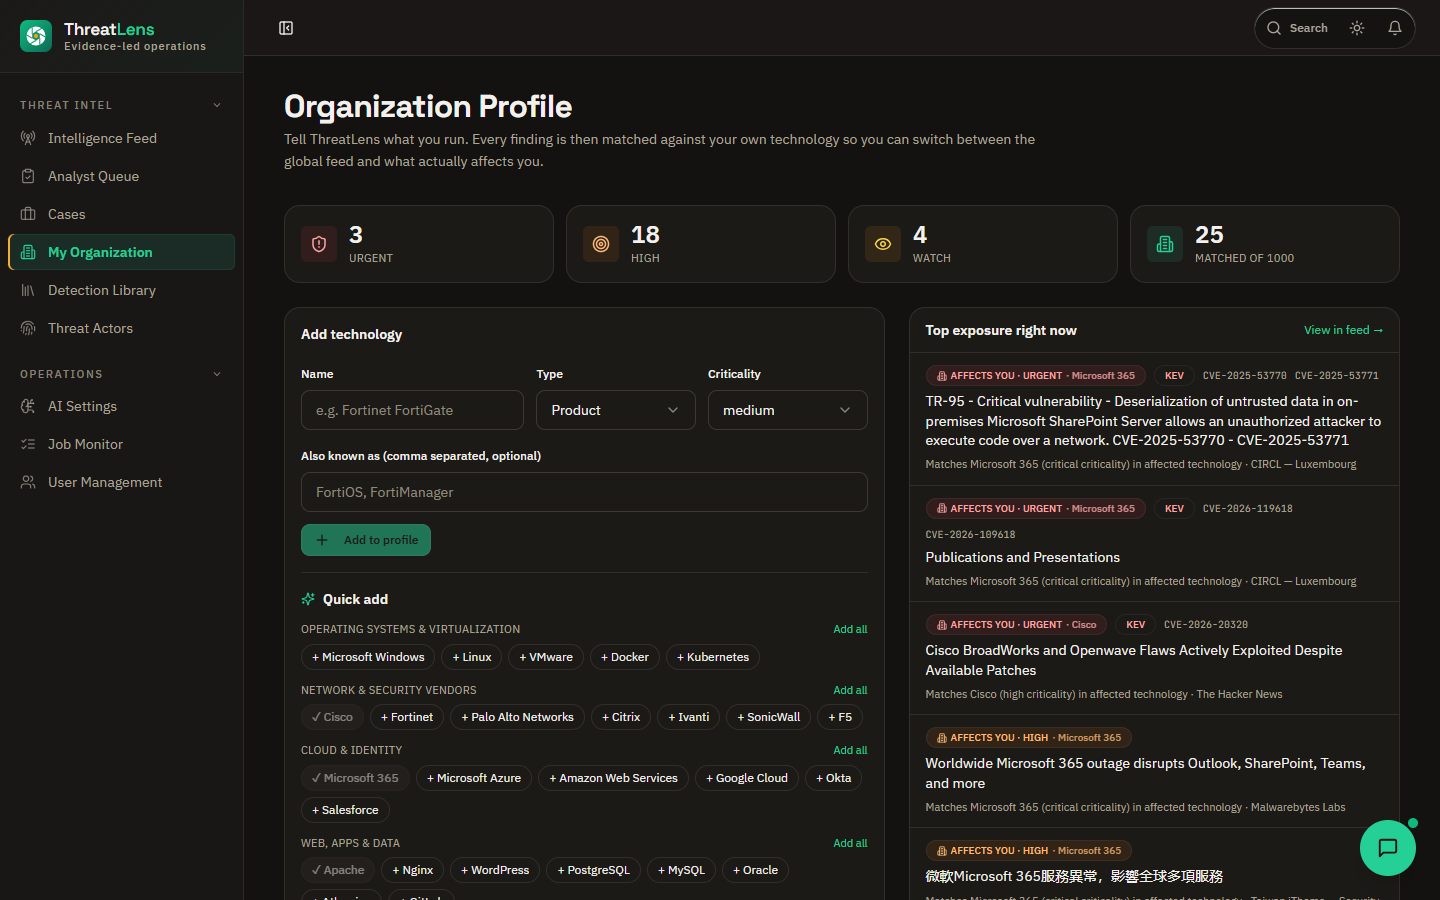 ThreatLens
Evidence-led operations
Search
THREAT INTEL
Intelligence Feed
Analyst Queue
Cases
My Organization
Detection Library
Threat Actors
OPERATIONS
AI Settings
Job Monitor
User Management
Organization Profile
Tell ThreatLens what you run. Every finding is then matched against your own technology so you can switch between the
global feed and what actually affects you.
3
URGENT
18
HIGH
4
WATCH
25
MATCHED OF 1000
Add technology
Name
Type
Criticality
e.g. Fortinet FortiGate
Product
medium
Also known as (comma separated, optional)
FortiOS, FortiManager
+ Add to profile
Quick add
OPERATING SYSTEMS & VIRTUALIZATION
Add all
+ Microsoft Windows
+ Linux
+ VMware
+ Docker
+ Kubernetes
NETWORK & SECURITY VENDORS
Add all
✓ Cisco
+ Fortinet
+ Palo Alto Networks
+ Citrix
+ Ivanti
+ SonicWall
+ F5
CLOUD & IDENTITY
Add all
✓ Microsoft 365
+ Microsoft Azure
+ Amazon Web Services
+ Google Cloud
+ Okta
+ Salesforce
WEB, APPS & DATA
Add all
✓ Apache
+ Nginx
+ WordPress
+ PostgreSQL
+ MySQL
+ Oracle
Top exposure right now
View in feed →
AFFECTS YOU · URGENT · Microsoft 365
KEV
CVE-2025-53770 CVE-2025-53771
TR-95 - Critical vulnerability - Deserialization of untrusted data in on-
premises Microsoft SharePoint Server allows an unauthorized attacker to
execute code over a network. CVE-2025-53770 - CVE-2025-53771
Matches Microsoft 365 (critical criticality) in affected technology · CIRCL — Luxembourg
AFFECTS YOU · URGENT · Microsoft 365
KEV
CVE-2026-119618
CVE-2026-109618
Publications and Presentations
Matches Microsoft 365 (critical criticality) in affected technology · CIRCL — Luxembourg
AFFECTS YOU · URGENT · Cisco
KEV
CVE-2026-20320
Cisco BroadWorks and Openwave Flaws Actively Exploited Despite
Available Patches
Matches Cisco (high criticality) in affected technology · The Hacker News
AFFECTS YOU · HIGH · Microsoft 365
Worldwide Microsoft 365 outage disrupts Outlook, SharePoint, Teams,
and more
Matches Microsoft 365 (critical criticality) in affected technology · Malwarebytes Labs
AFFECTS YOU · HIGH · Microsoft 365
微軟Microsoft 365服務異常，影響全球多項服務